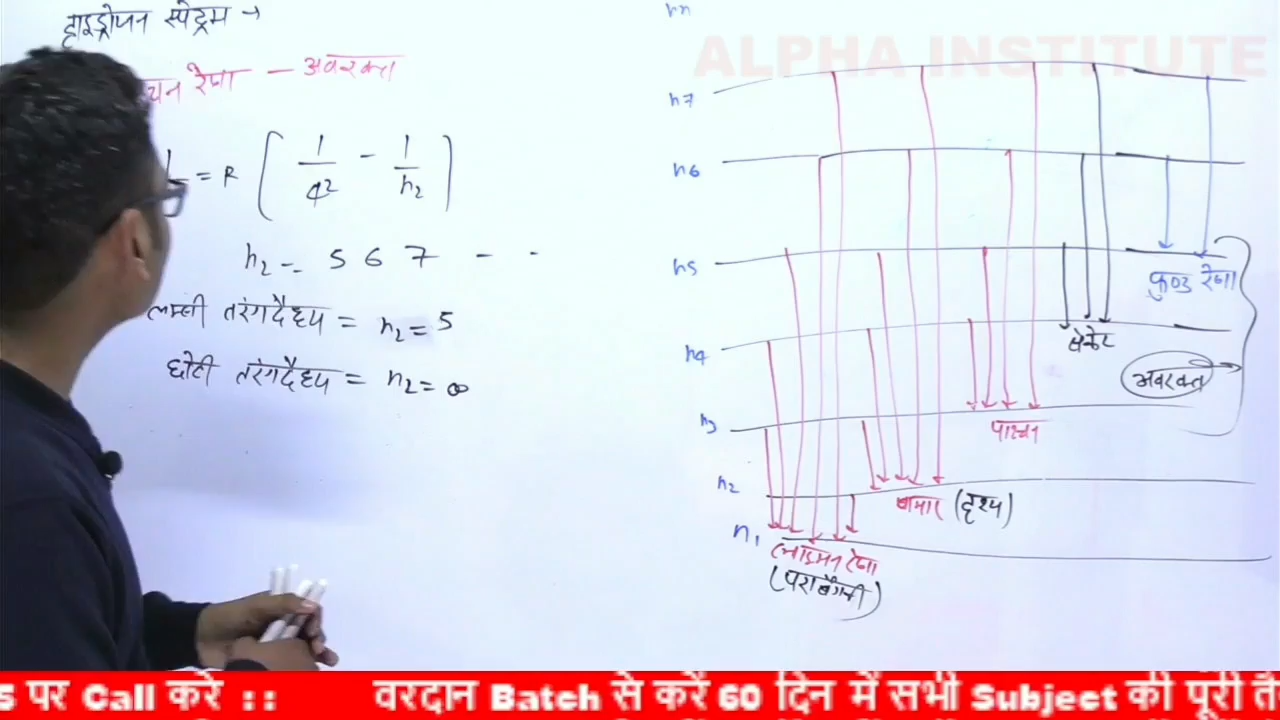 हाइड्रोजन स्पेट्रम →
रेखा – अवरक्त
= R ( 1/4² - 1/n₂ )
n₂ = 5 6 7 - -
लम्बी तरंगदैध्य = n₂ = 5
छोटी तरंगदैध्य = n₂ = ∞
ALPHA INSTITUTE
n7
n6
n5
फुण्ड रेखा
n4
ब्रेकेट
अवरक्त
n3
पाश्चन
n2
बामर (दृश्य)
n1
लाइमन रेखा
(पराबैंगनी)
5 पर Call करे :: वरदान Batch से करें 60 दिन में सभी Subject की पूरी तै